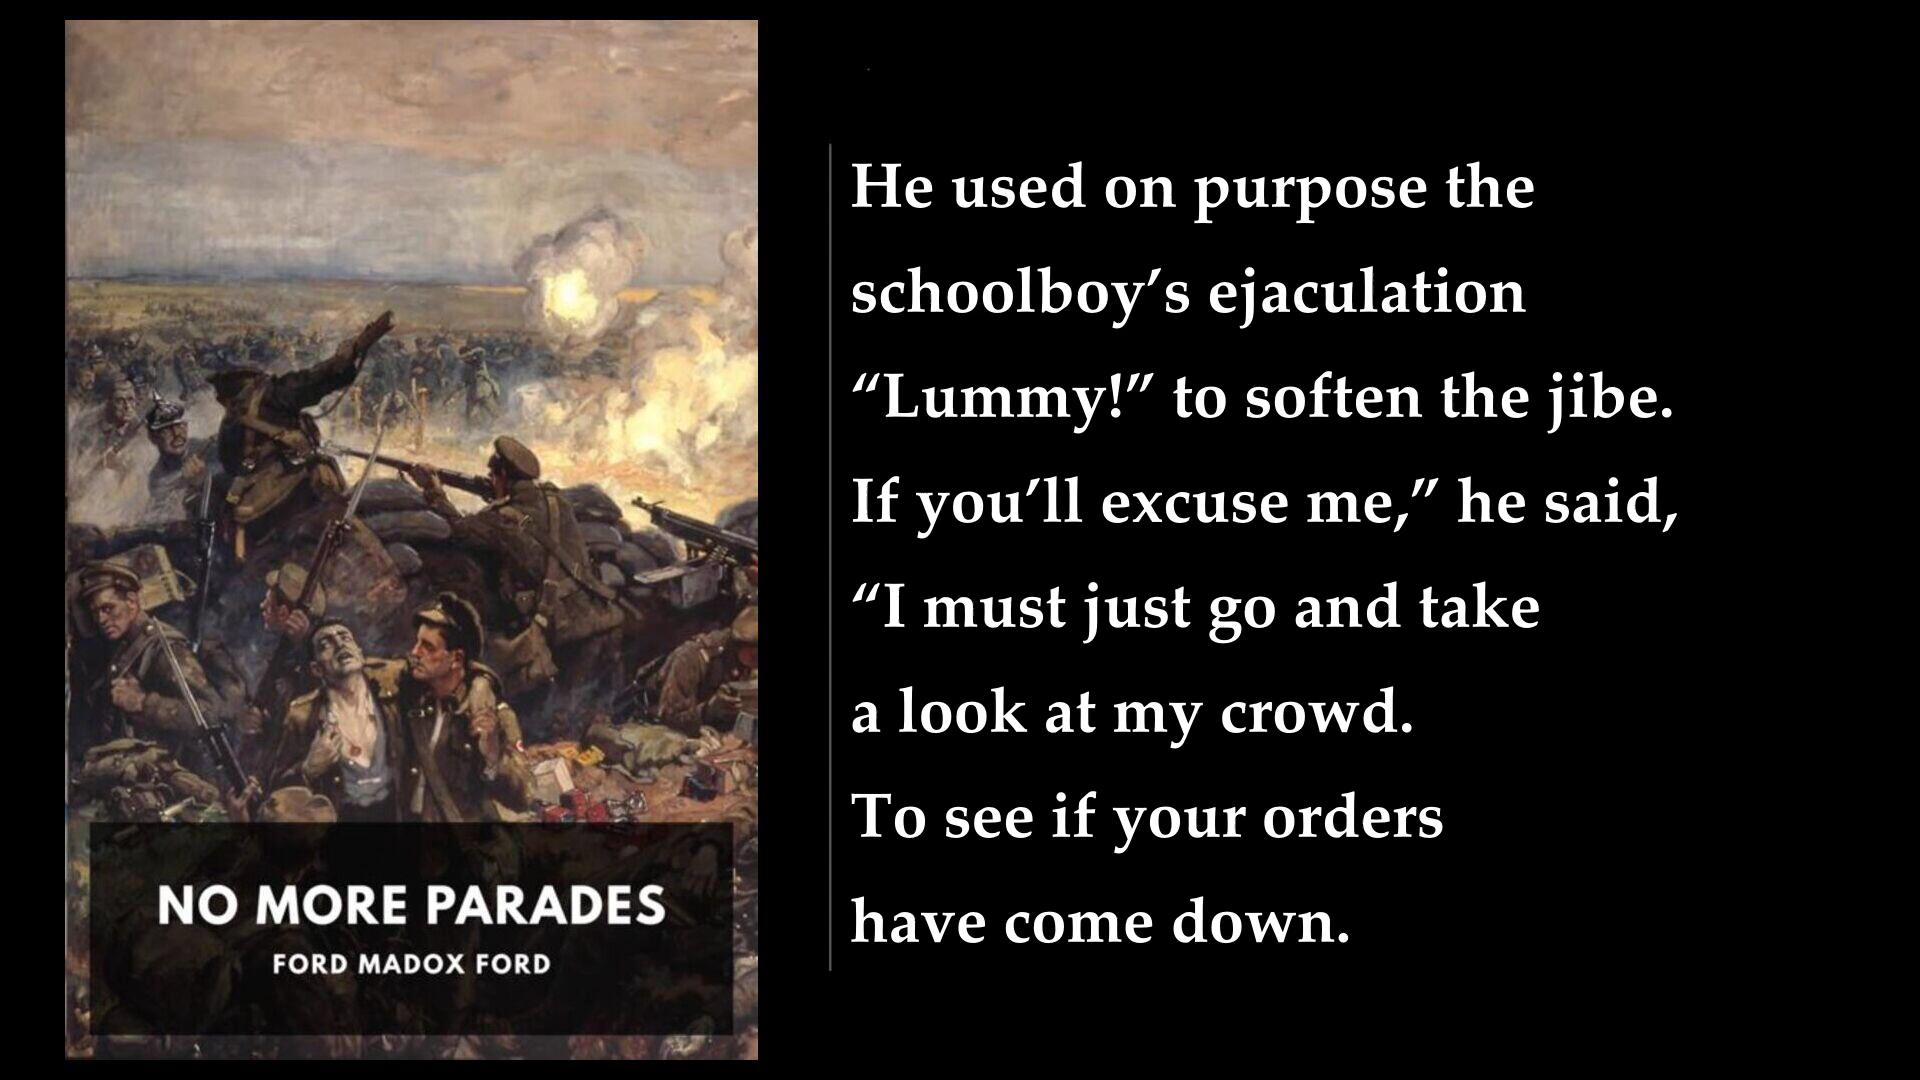 NO MORE PARADES
FORD MADOX FORD
He used on purpose the
schoolboy’s ejaculation
“Lummy!” to soften the jibe.
If you’ll excuse me,” he said,
“I must just go and take
a look at my crowd.
To see if your orders
have come down.